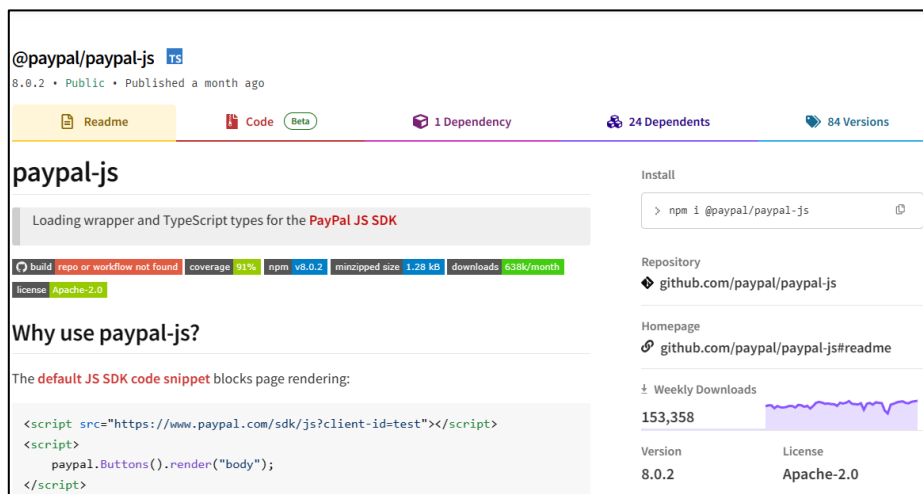 @paypal/paypal-js TS
8.0.2 • Public • Published a month ago
Readme
Code Beta
1 Dependency
24 Dependents
84 Versions
paypal-js
Loading wrapper and TypeScript types for the PayPal JS SDK
build repo or workflow not found coverage 91% npm v8.0.2 minzipped size 1.28 kB downloads 638k/month
license Apache-2.0
Why use paypal-js?
The default JS SDK code snippet blocks page rendering:
<script src="https://www.paypal.com/sdk/js?client-id=test"></script>
<script>
paypal.Buttons().render("body");
</script>
Install
> npm i @paypal/paypal-js
Repository
github.com/paypal/paypal-js
Homepage
github.com/paypal/paypal-js#readme
Weekly Downloads
153,358
Version
8.0.2
License
Apache-2.0